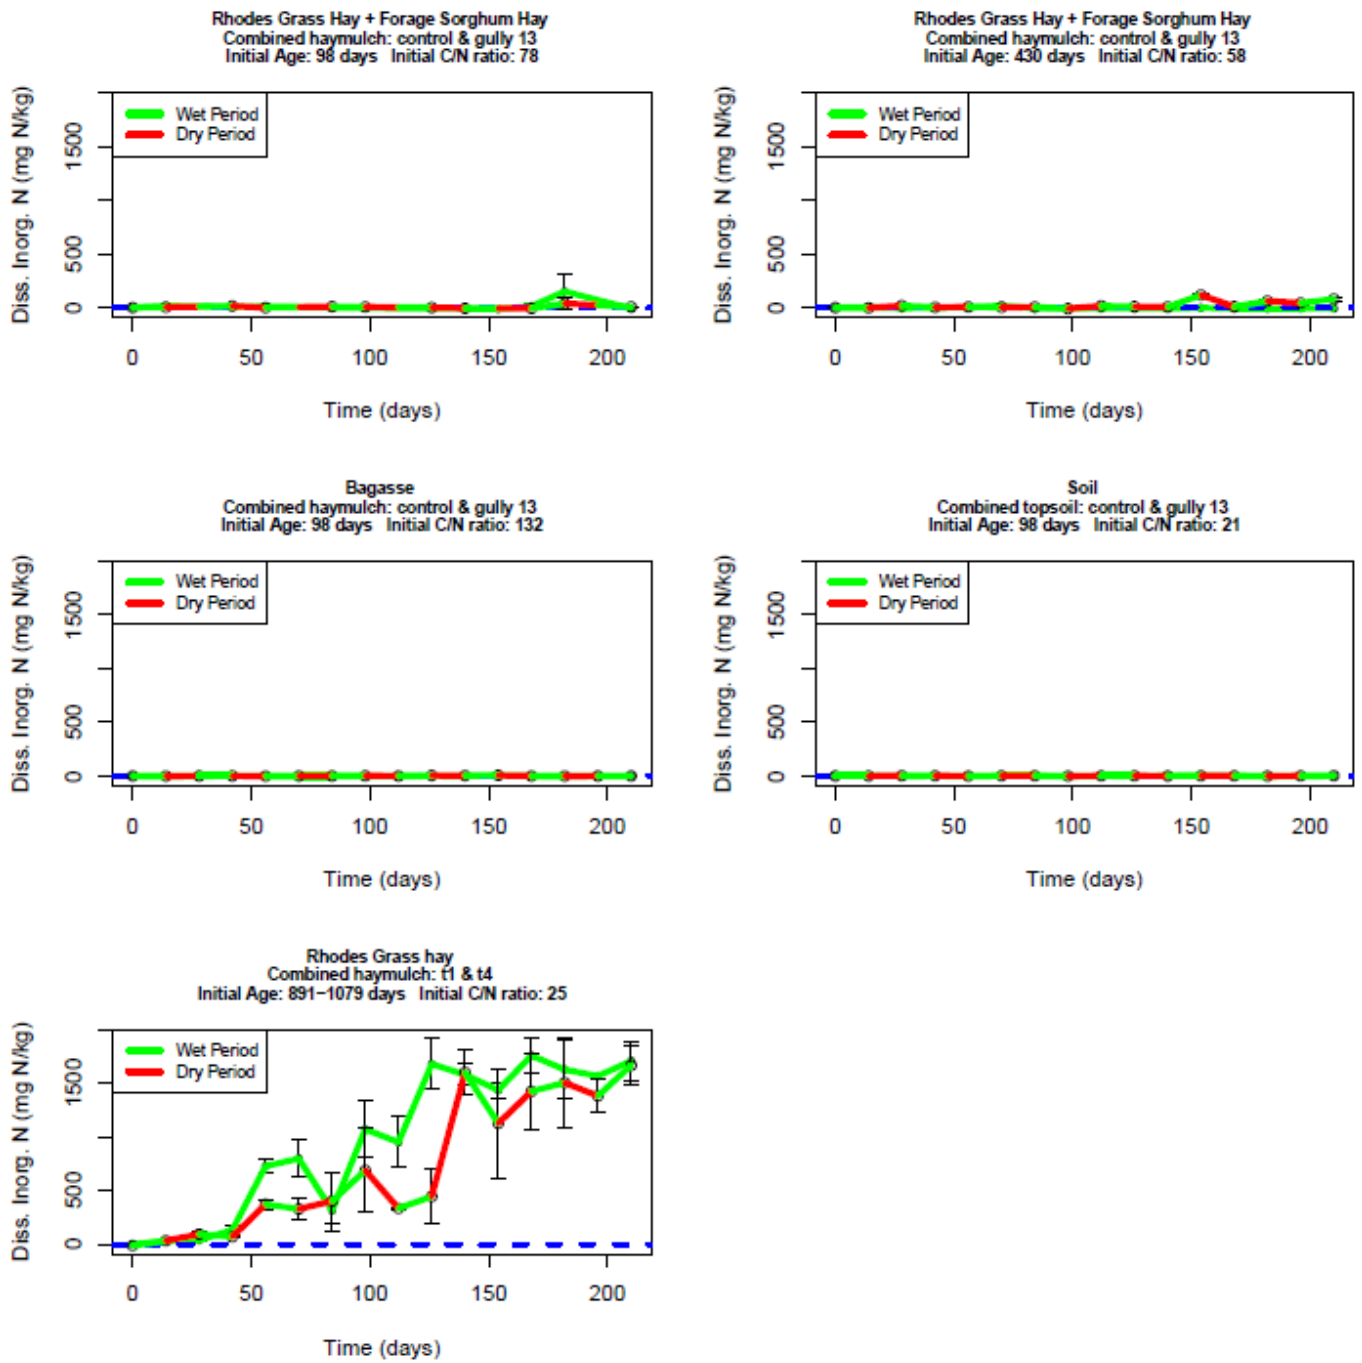 Rhodes Grass Hay + Forage Sorghum Hay
Combined haymulch: control & gully 13
Initial Age: 98 days Initial C/N ratio: 78
Wet Period
Dry Period
Diss. Inorg. N (mg N/kg)
1500
500
0
0 50 100 150 200
Time (days)
Rhodes Grass Hay + Forage Sorghum Hay
Combined haymulch: control & gully 13
Initial Age: 430 days Initial C/N ratio: 58
Wet Period
Dry Period
Diss. Inorg. N (mg N/kg)
1500
500
0
0 50 100 150 200
Time (days)
Bagasse
Combined haymulch: control & gully 13
Initial Age: 98 days Initial C/N ratio: 132
Wet Period
Dry Period
Diss. Inorg. N (mg N/kg)
1500
500
0
0 50 100 150 200
Time (days)
Soil
Combined topsoil: control & gully 13
Initial Age: 98 days Initial C/N ratio: 21
Wet Period
Dry Period
Diss. Inorg. N (mg N/kg)
1500
500
0
0 50 100 150 200
Time (days)
Rhodes Grass hay
Combined haymulch: t1 & t4
Initial Age: 891−1079 days Initial C/N ratio: 25
Wet Period
Dry Period
Diss. Inorg. N (mg N/kg)
1500
500
0
0 50 100 150 200
Time (days)